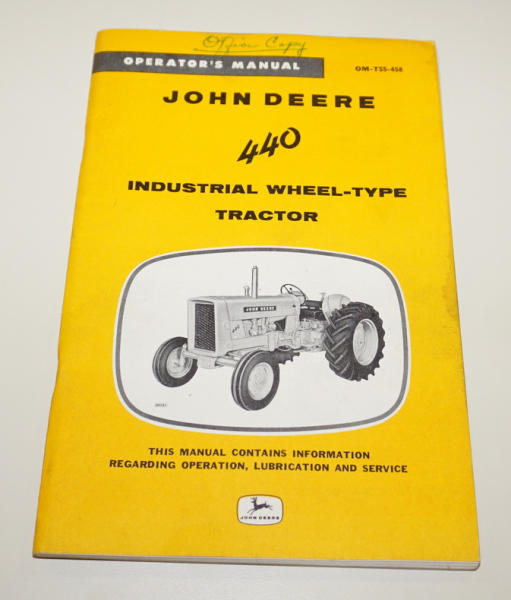 Office Copy
OPERATOR'S MANUAL
OM-T55-458
JOHN DEERE
440
INDUSTRIAL WHEEL-TYPE
TRACTOR
JOHN DEERE
440
THIS MANUAL CONTAINS INFORMATION
REGARDING OPERATION, LUBRICATION AND SERVICE
JOHN DEERE